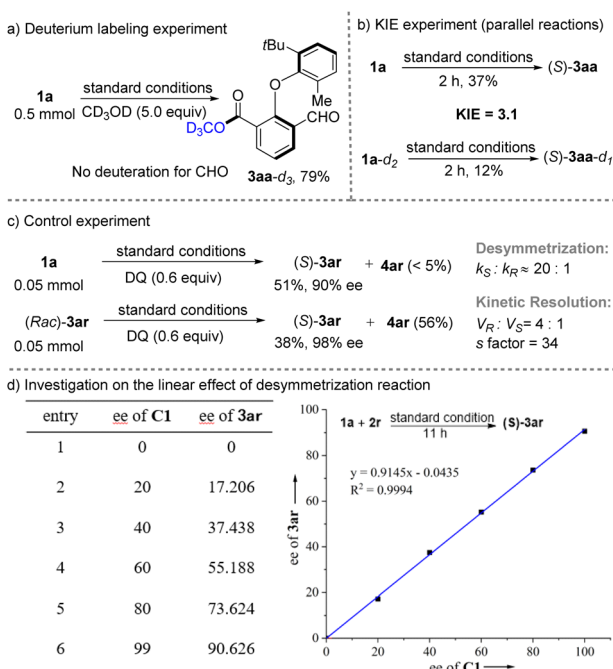 a) Deuterium labeling experiment
1a
0.5 mmol
standard conditions
CD3OD (5.0 equiv)
tBu
O
Me
O
D3CO
CHO
No deuteration for CHO
3aa-d3, 79%
b) KIE experiment (parallel reactions)
1a standard conditions (S)-3aa
2 h, 37%
KIE = 3.1
1a-d2 standard conditions (S)-3aa-d1
2 h, 12%
c) Control experiment
1a standard conditions (S)-3ar + 4ar (< 5%)
0.05 mmol DQ (0.6 equiv) 51%, 90% ee
Desymmetrization:
kS : kR ≈ 20 : 1
(Rac)-3ar standard conditions (S)-3ar + 4ar (56%)
0.05 mmol DQ (0.6 equiv) 38%, 98% ee
Kinetic Resolution:
VR : VS= 4 : 1
s factor = 34
d) Investigation on the linear effect of desymmetrization reaction
entry ee of C1 ee of 3ar
1 0 0
2 20 17.206
3 40 37.438
4 60 55.188
5 80 73.624
6 99 90.626
1a + 2r standard condition (S)-3ar
11 h
y = 0.9145x - 0.0435
R2 = 0.9994
ee of 3ar
100
80
60
40
20
0
0 20 40 60 80 100
ee of C1